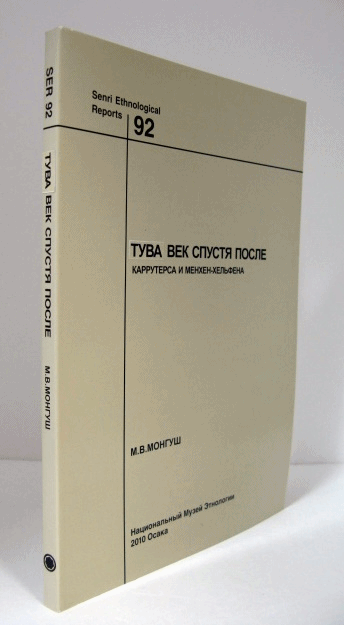 SER 92
ТУВА ВЕК СПУСТЯ ПОСЛЕ
М.В.МОНГУШ
Senri Ethnological
Reports 92
ТУВА ВЕК СПУСТЯ ПОСЛЕ
КАРРУТЕРСА И МЕНХЕН-ХЕЛЬФЕНА
М.В.МОНГУШ
Национальный Музей Этнологии
2010 Осака